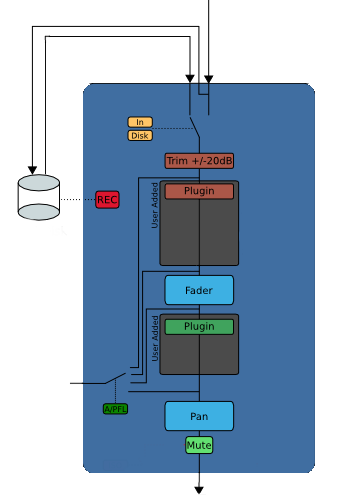 In
Disk
Trim +/-20dB
Plugin
User Added
REC
Fader
Plugin
User Added
A/PFL
Pan
Mute